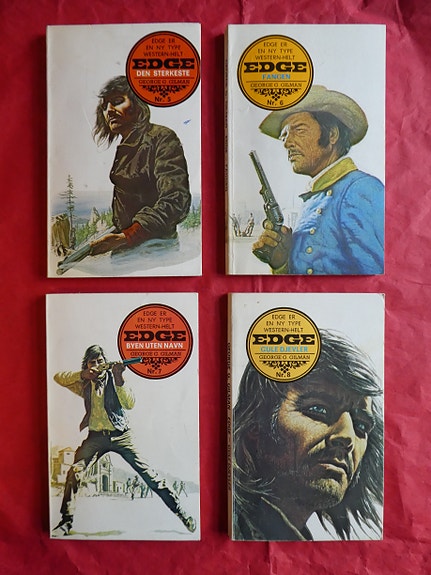 EDGE ER
EN NY TYPE
WESTERN-HELT
EDGE
DEN STERKESTE
GEORGE G. GILMAN
Nr. 5
EDGE ER
EN NY TYPE
WESTERN-HELT
EDGE
FANGEN
GEORGE G. GILMAN
Nr. 6
EDGE ER
EN NY TYPE
WESTERN-HELT
EDGE
BYEN UTEN NAVN
GEORGE G. GILMAN
Nr. 7
EDGE ER
EN NY TYPE
WESTERN-HELT
EDGE
GULE DJEVLER
GEORGE G. GILMAN
Nr. 8